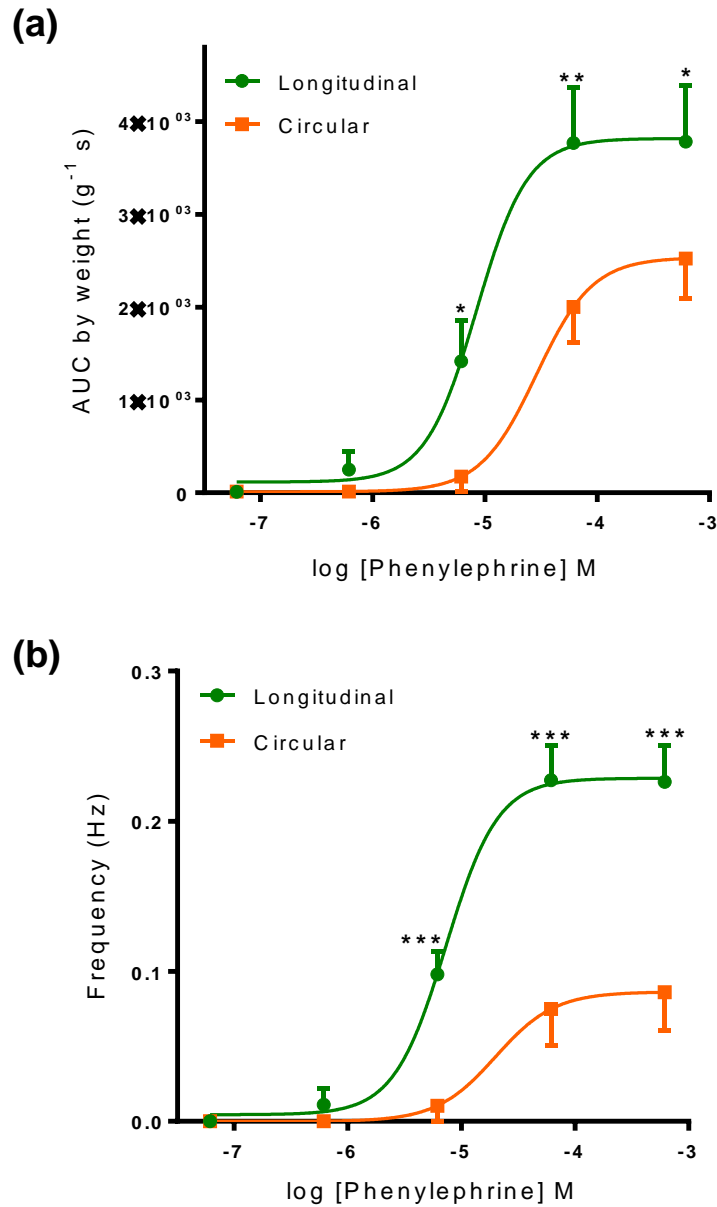 (a)
Longitudinal
Circular
**
*
*
AUC by weight (g⁻¹ s)
4✖10⁰³
3✖10⁰³
2✖10⁰³
1✖10⁰³
0
-7 -6 -5 -4 -3
log [Phenylephrine] M
(b)
Longitudinal
Circular
***
***
***
Frequency (Hz)
0.3
0.2
0.1
0.0
-7 -6 -5 -4 -3
log [Phenylephrine] M